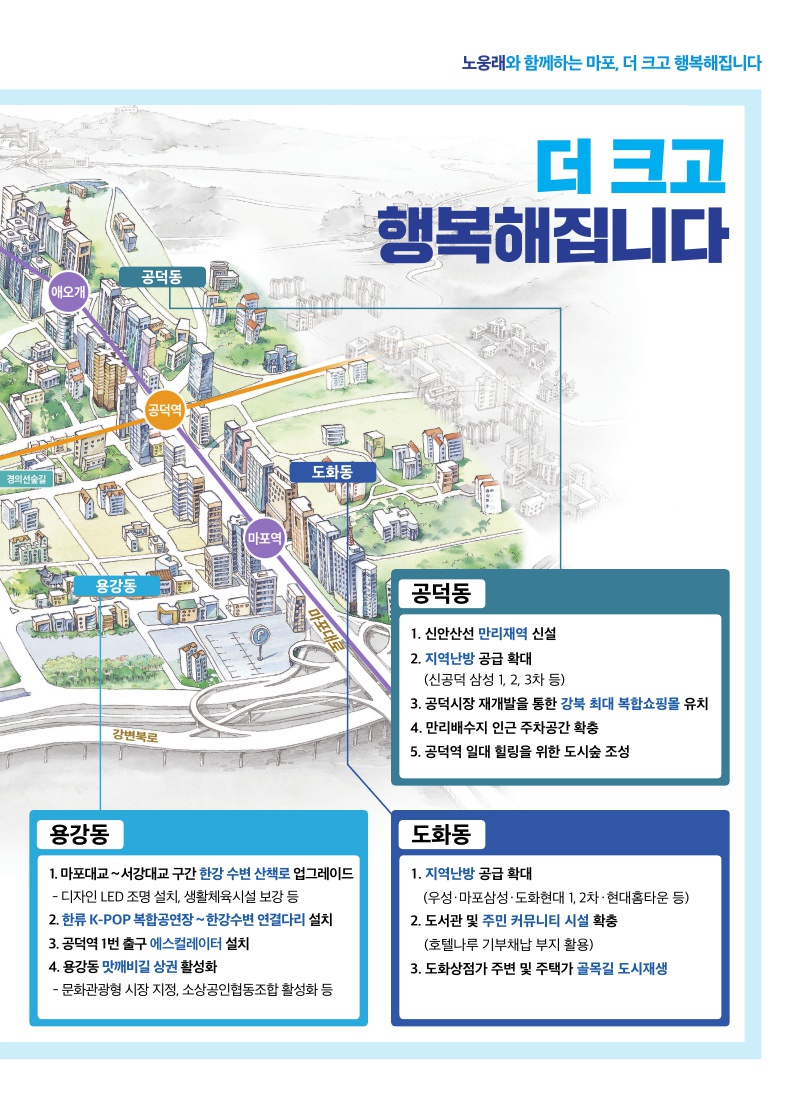 노웅래와 함께하는 마포, 더 크고 행복해집니다
더 크고
행복해집니다
공덕동
애오개
공덕역
도화동
경의선숲길
마포역
용강동
마포대로
강변북로
공덕동
1. 신안산선 만리재역 신설
2. 지역난방 공급 확대
(신공덕 삼성 1, 2, 3차 등)
3. 공덕시장 재개발을 통한 강북 최대 복합쇼핑몰 유치
4. 만리배수지 인근 주차공간 확충
5. 공덕역 일대 힐링을 위한 도시숲 조성
용강동
1. 마포대교~서강대교 구간 한강 수변 산책로 업그레이드
- 디자인 LED 조명 설치, 생활체육시설 보강 등
2. 한류 K-POP 복합공연장~한강수변 연결다리 설치
3. 공덕역 1번 출구 에스컬레이터 설치
4. 용강동 맛깨비길 상권 활성화
- 문화관광형 시장 지정, 소상공인협동조합 활성화 등
도화동
1. 지역난방 공급 확대
(우성·마포삼성·도화현대 1, 2차·현대홈타운 등)
2. 도서관 및 주민 커뮤니티 시설 확충
(호텔나루 기부채납 부지 활용)
3. 도화상점가 주변 및 주택가 골목길 도시재생